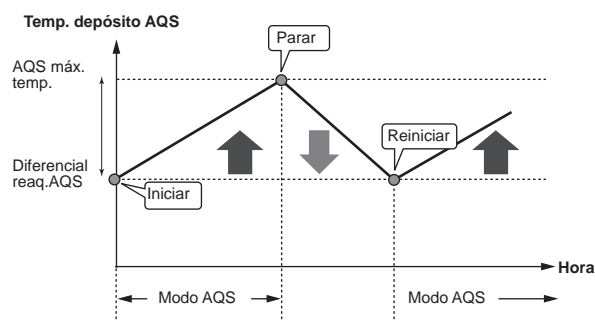 Temp. depósito AQS
Parar
AQS máx.
temp.
Reiniciar
Diferencial
reaq.AQS
Iniciar
Hora
Modo AQS
Modo AQS